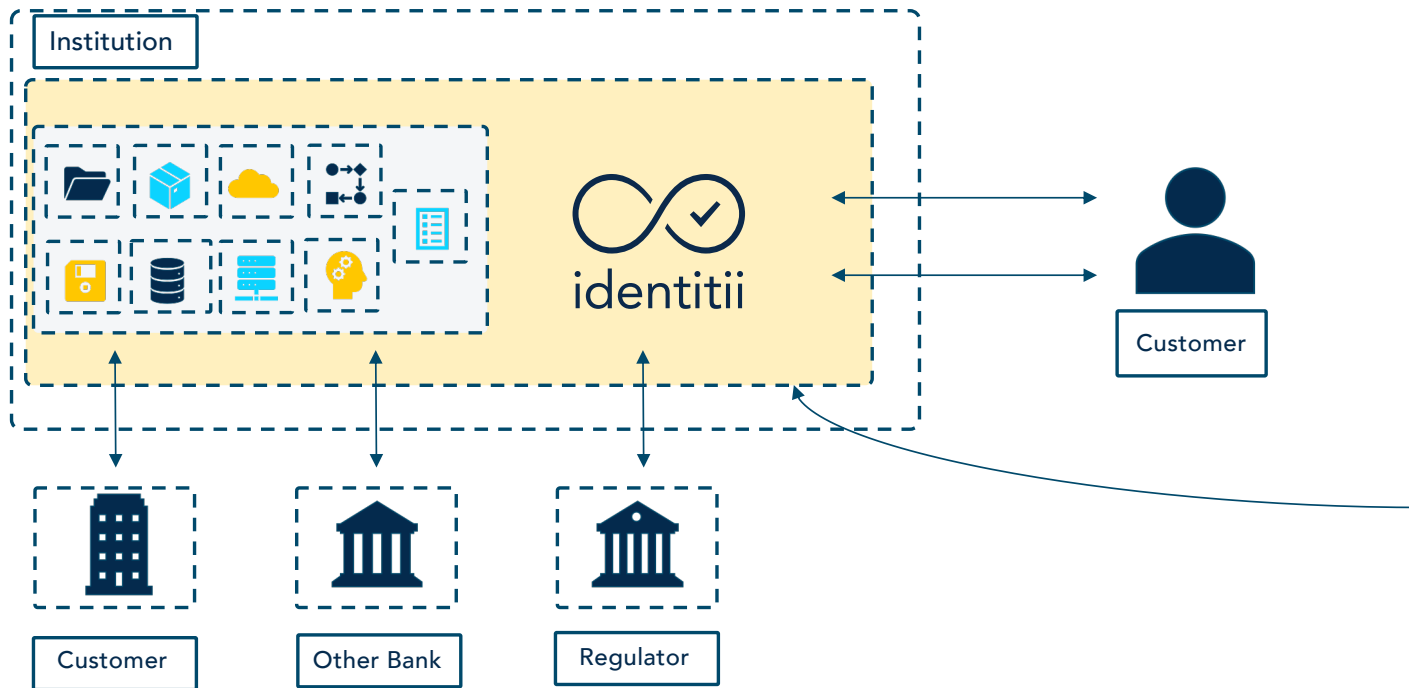 Institution
identitii
Customer
Customer
Other Bank
Regulator